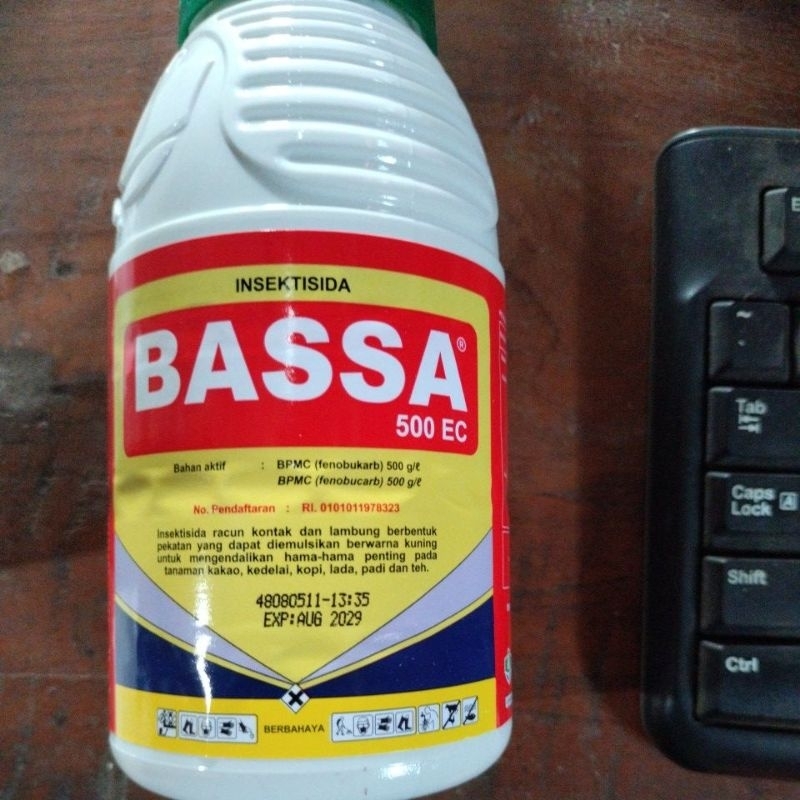 INSEKTISIDA
BASSA®
500 EC
Bahan aktif : BPMC (fenobukarb) 500 g/ℓ
BPMC (fenobucarb) 500 g/ℓ
No. Pendaftaran : RI. 0101011978323
Insektisida racun kontak dan lambung berbentuk
pekatan yang dapat diemulsikan berwarna kuning
untuk mengendalikan hama-hama penting pada
tanaman kakao, kedelai, kopi, lada, padi dan teh.
48080511-13:35
EXP:AUG 2029
BERBAHAYA
E
~
Tab
Caps
Lock A
Shift
Ctrl